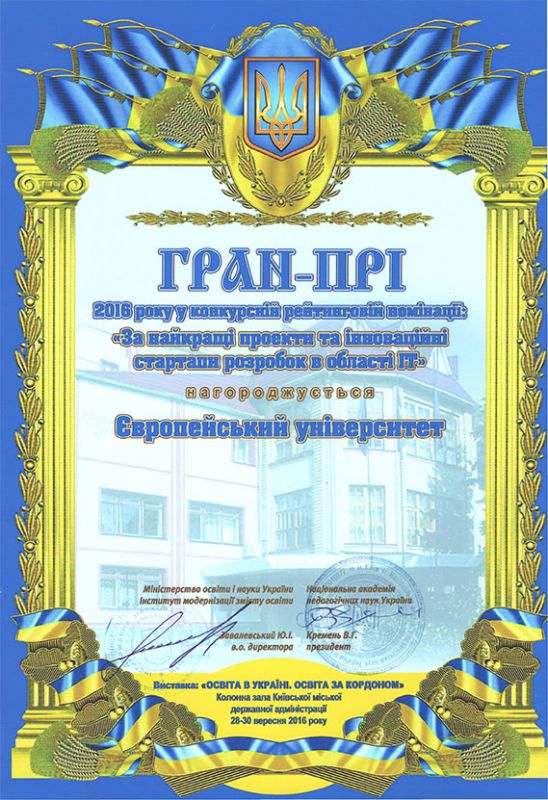 ГРАН-ПРІ
2016 року у конкурсній рейтинговій номінації:
«За найкращі проекти та інноваційні
стартапи розробок в області ІТ»
нагороджується
Європейський університет
Міністерство освіти і науки України
Інститут модернізації змісту освіти
Національна академія
педагогічних наук України
Завалевський Ю.І.
в.о. директора
Кремень В.Г.
президент
Виставка: «ОСВІТА В УКРАЇНІ. ОСВІТА ЗА КОРДОНОМ»
Колонна зала Київської міської
державної адміністрації
28-30 вересня 2016 року